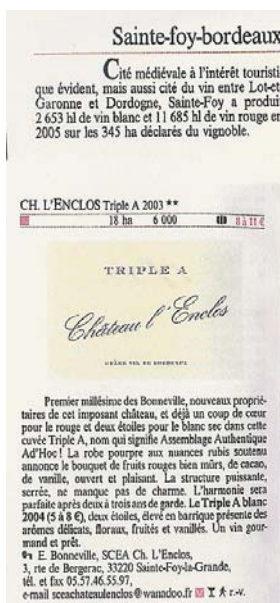 Sainte-foy-bordeaux
Cité médiévale à l'intérêt touristi
que évident, mais aussi cité du vin entre Lot-et
Garonne et Dordogne, Sainte-Foy a produi
2 653 hl de vin blanc et 11 685 hl de vin rouge en
2005 sur les 345 ha déclarés du vignoble.
CH. L'ENCLOS Triple A 2003 **
18 ha 6 000 8 à 11 €
TRIPLE A
Château l'Enclos
GRAND VIN DE BORDEAUX
Premier millésime des Bonneville, nouveaux proprié-
taires de cet imposant château, et déjà un coup de cœur
pour le rouge et deux étoiles pour le blanc sec dans cette
cuvée Triple A, nom qui signifie Assemblage Authentique
Ad'Hoc ! La robe pourpre aux nuances rubis soutenu
annonce le bouquet de fruits rouges bien mûrs, de cacao,
de vanille, ouvert et plaisant. La structure puissante,
serrée, ne manque pas de charme. L'harmonie sera
parfaite après deux à trois ans de garde. Le Triple A blanc
2004 (5 à 8 €), deux étoiles, élevé en barrique présente des
arômes délicats, floraux, fruités et vanillés. Un vin gour-
mand et prêt.
E. Bonneville, SCEA Ch. L'Enclos,
3, rte de Bergerac, 33220 Sainte-Foy-la-Grande,
tél. et fax 05.57.46.55.97,
e-mail sceachateaulenclos@wanadoo.fr r.-v.